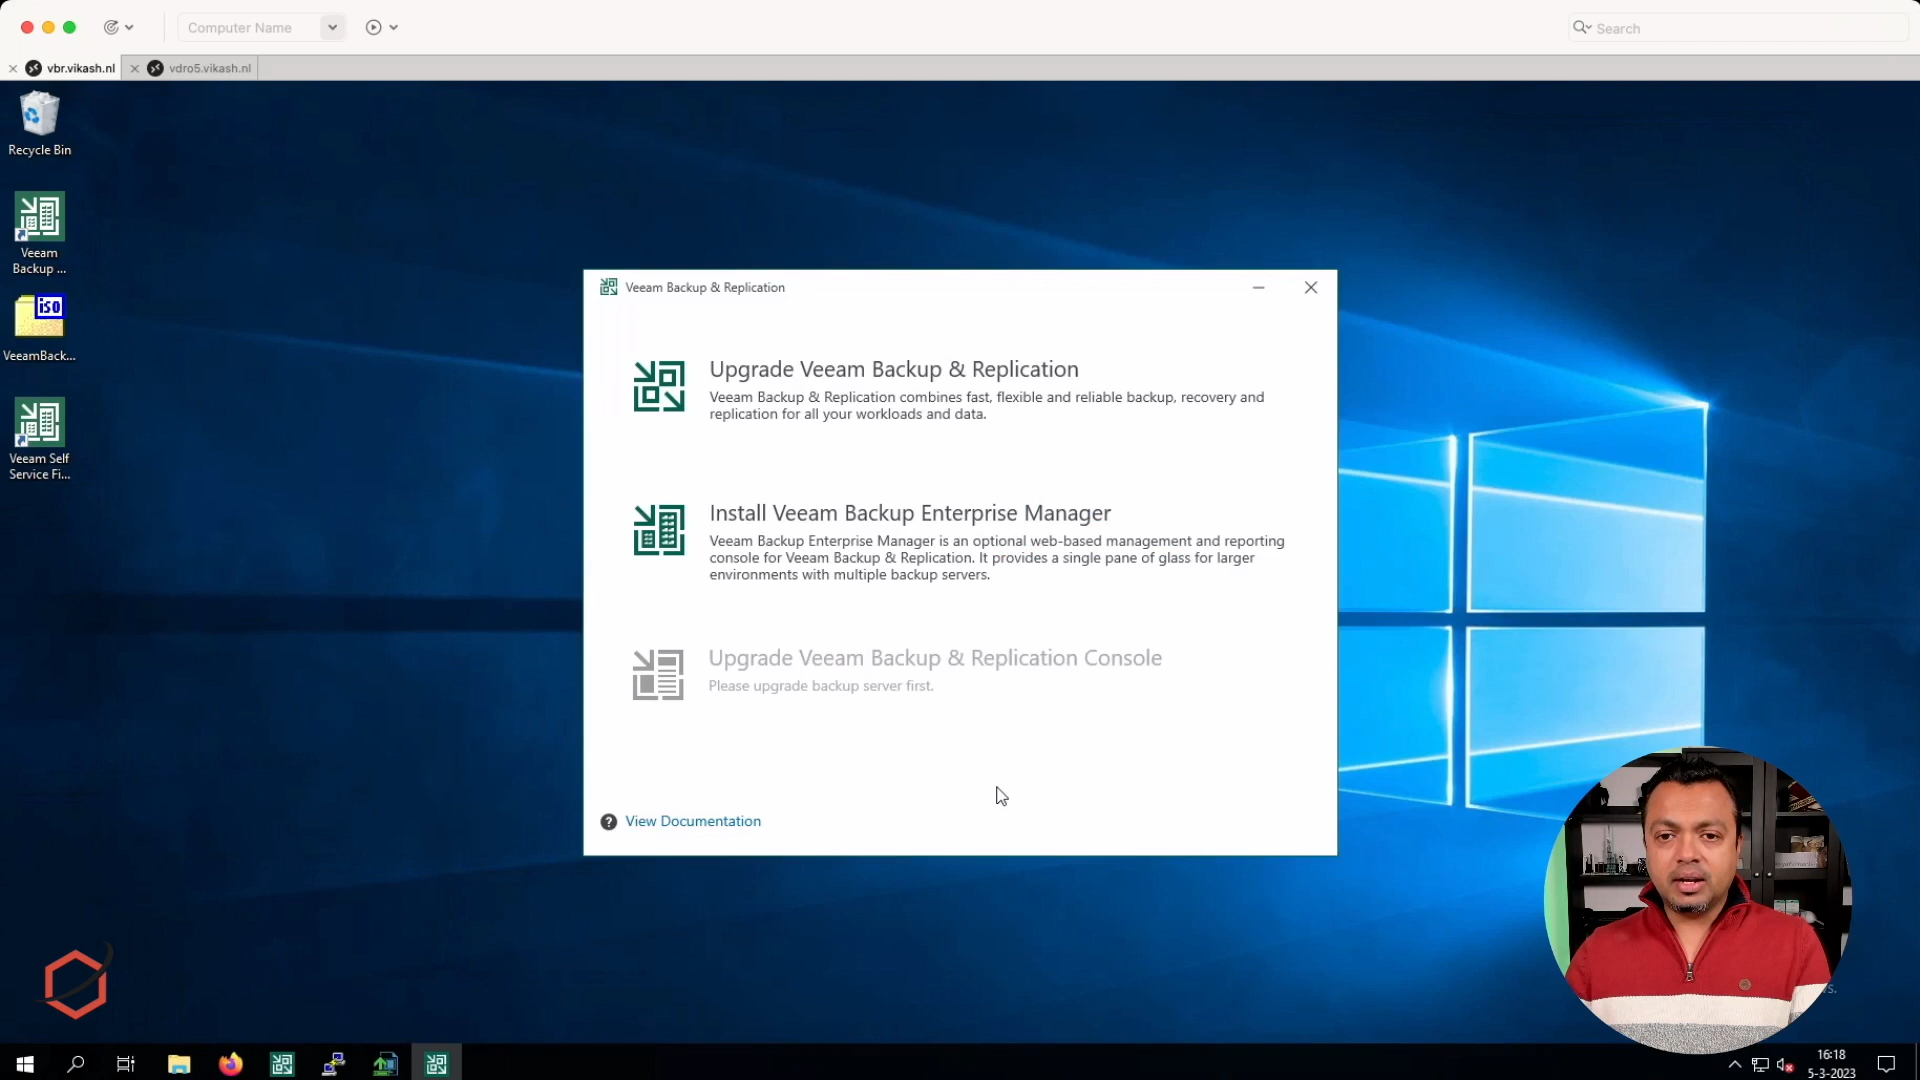 Computer Name
Search
vbr.vikash.nl
vdro5.vikash.nl
Recycle Bin
Veeam
Backup ...
iso
VeeamBack...
Veeam Self
Service Fi...
Veeam Backup & Replication
Upgrade Veeam Backup & Replication
Veeam Backup & Replication combines fast, flexible and reliable backup, recovery and
replication for all your workloads and data.
Install Veeam Backup Enterprise Manager
Veeam Backup Enterprise Manager is an optional web-based management and reporting
console for Veeam Backup & Replication. It provides a single pane of glass for larger
environments with multiple backup servers.
Upgrade Veeam Backup & Replication Console
Please upgrade backup server first.
? View Documentation
16:18
5-3-2023